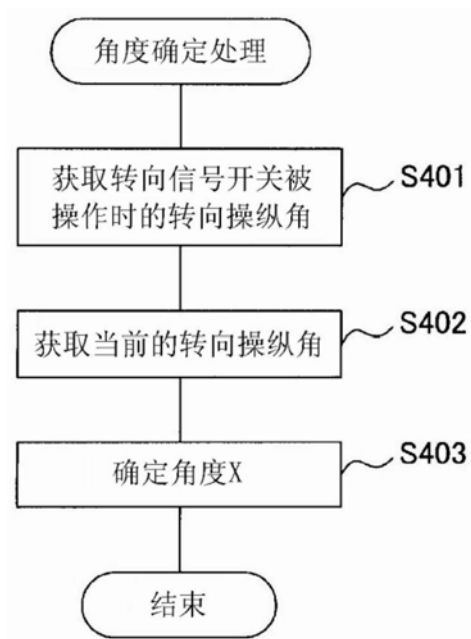 角度确定处理
获取转向信号开关被
操作时的转向操纵角
S401
获取当前的转向操纵角
S402
确定角度X
S403
结束